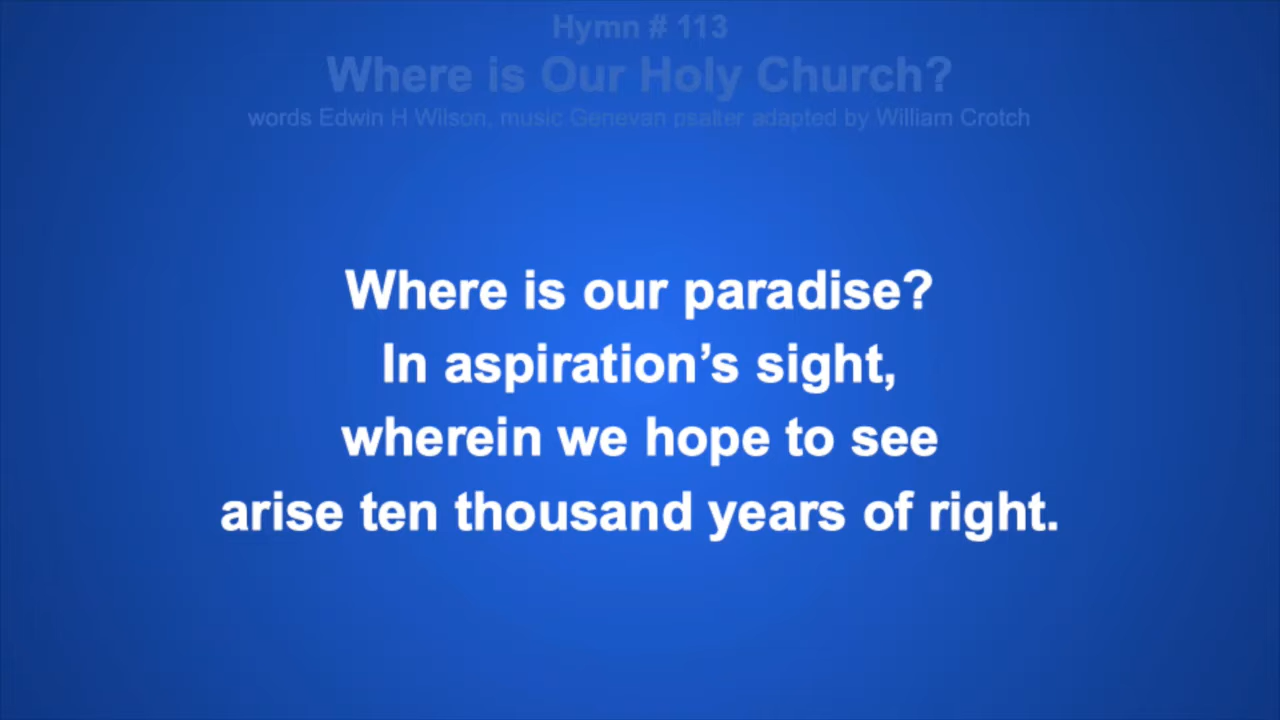 Hymn # 113
Where is Our Holy Church?
words Edwin H Wilson, music Genevan psalter adapted by William Crotch
Where is our paradise?
In aspiration’s sight,
wherein we hope to see
arise ten thousand years of right.